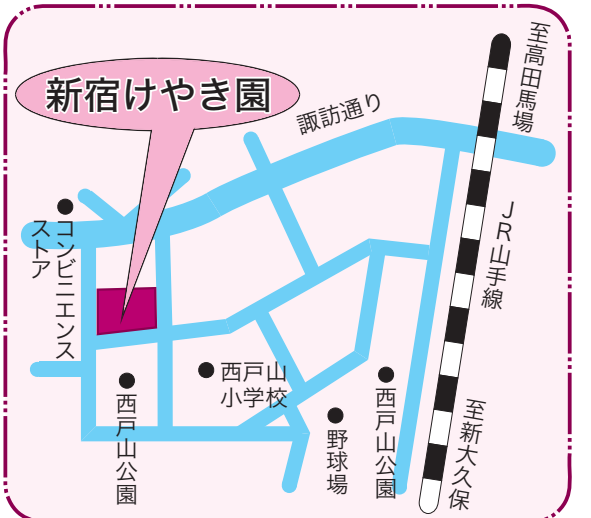 新宿けやき園
諏訪通り
至高田馬場
JR山手線
コンビニエンス
ストア
西戸山
小学校
西戸山公園
野球場
西戸山公園
至新大久保